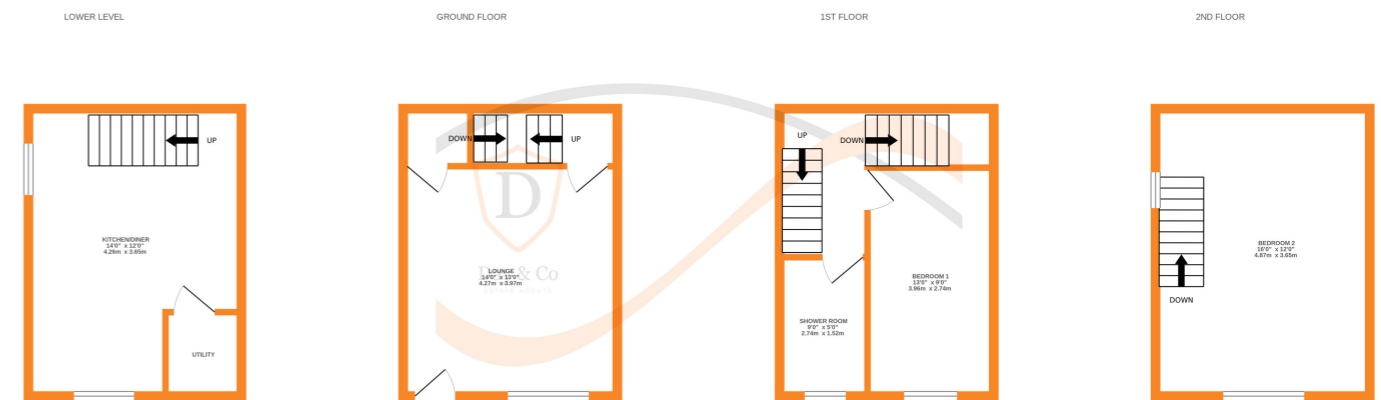 LOWER LEVEL
GROUND FLOOR
1ST FLOOR
2ND FLOOR
UP
KITCHEN/DINER
14'0" x 12'0"
4.26m x 3.65m
UTILITY
DOWN
UP
D
& Co
LOUNGE
14'0" x 13'0"
4.27m x 3.97m
UP
DOWN
BEDROOM 1
13'0" x 9'0"
3.96m x 2.74m
SHOWER ROOM
9'0" x 5'0"
2.74m x 1.52m
BEDROOM 2
16'0" x 12'0"
4.87m x 3.65m
DOWN